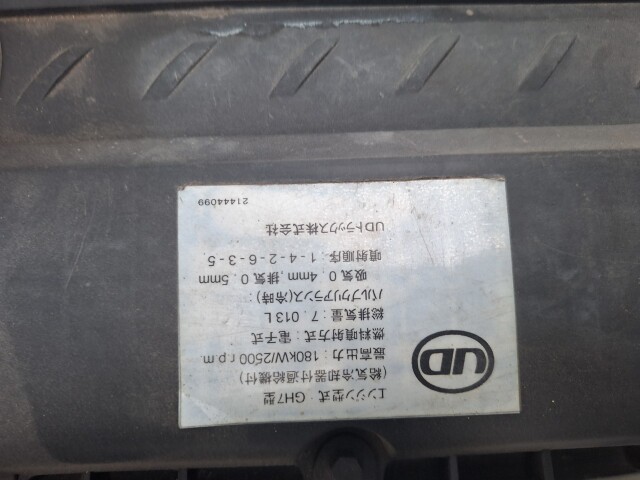 UD
エンジン型式：GH7型
(給気冷却器付過給機付)
最高出力：180kW/2500rpm
燃料噴射方式：電子式
総排気量：7.013L
バルブクリアランス(冷時)：
吸気0.4mm,排気0.5mm
噴射順序：1-4-2-6-3-5
UDトラックス株式会社
21444099